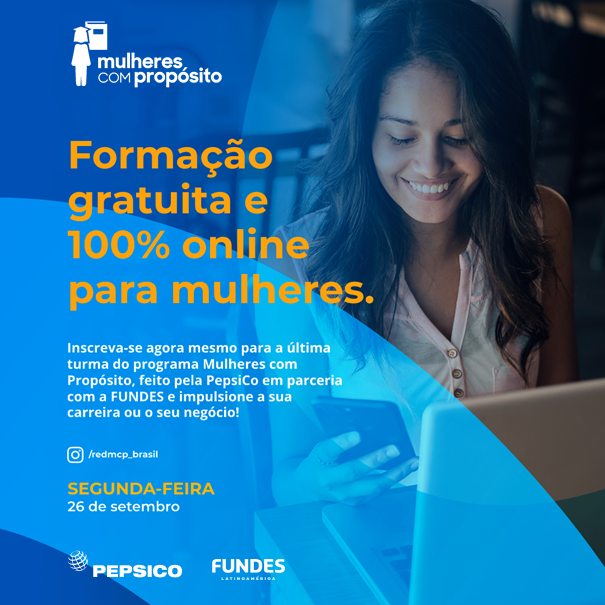 mulheres
COM propósito
Formação
gratuita e
100% online
para mulheres.
Inscreva-se agora mesmo para a última
turma do programa Mulheres com
Propósito, feito pela PepsiCo em parceria
com a FUNDES e impulsione a sua
carreira ou o seu negócio!
/redmcp_brasil
SEGUNDA-FEIRA
26 de setembro
PEPSICO
FUNDES
LATINOAMÉRICA